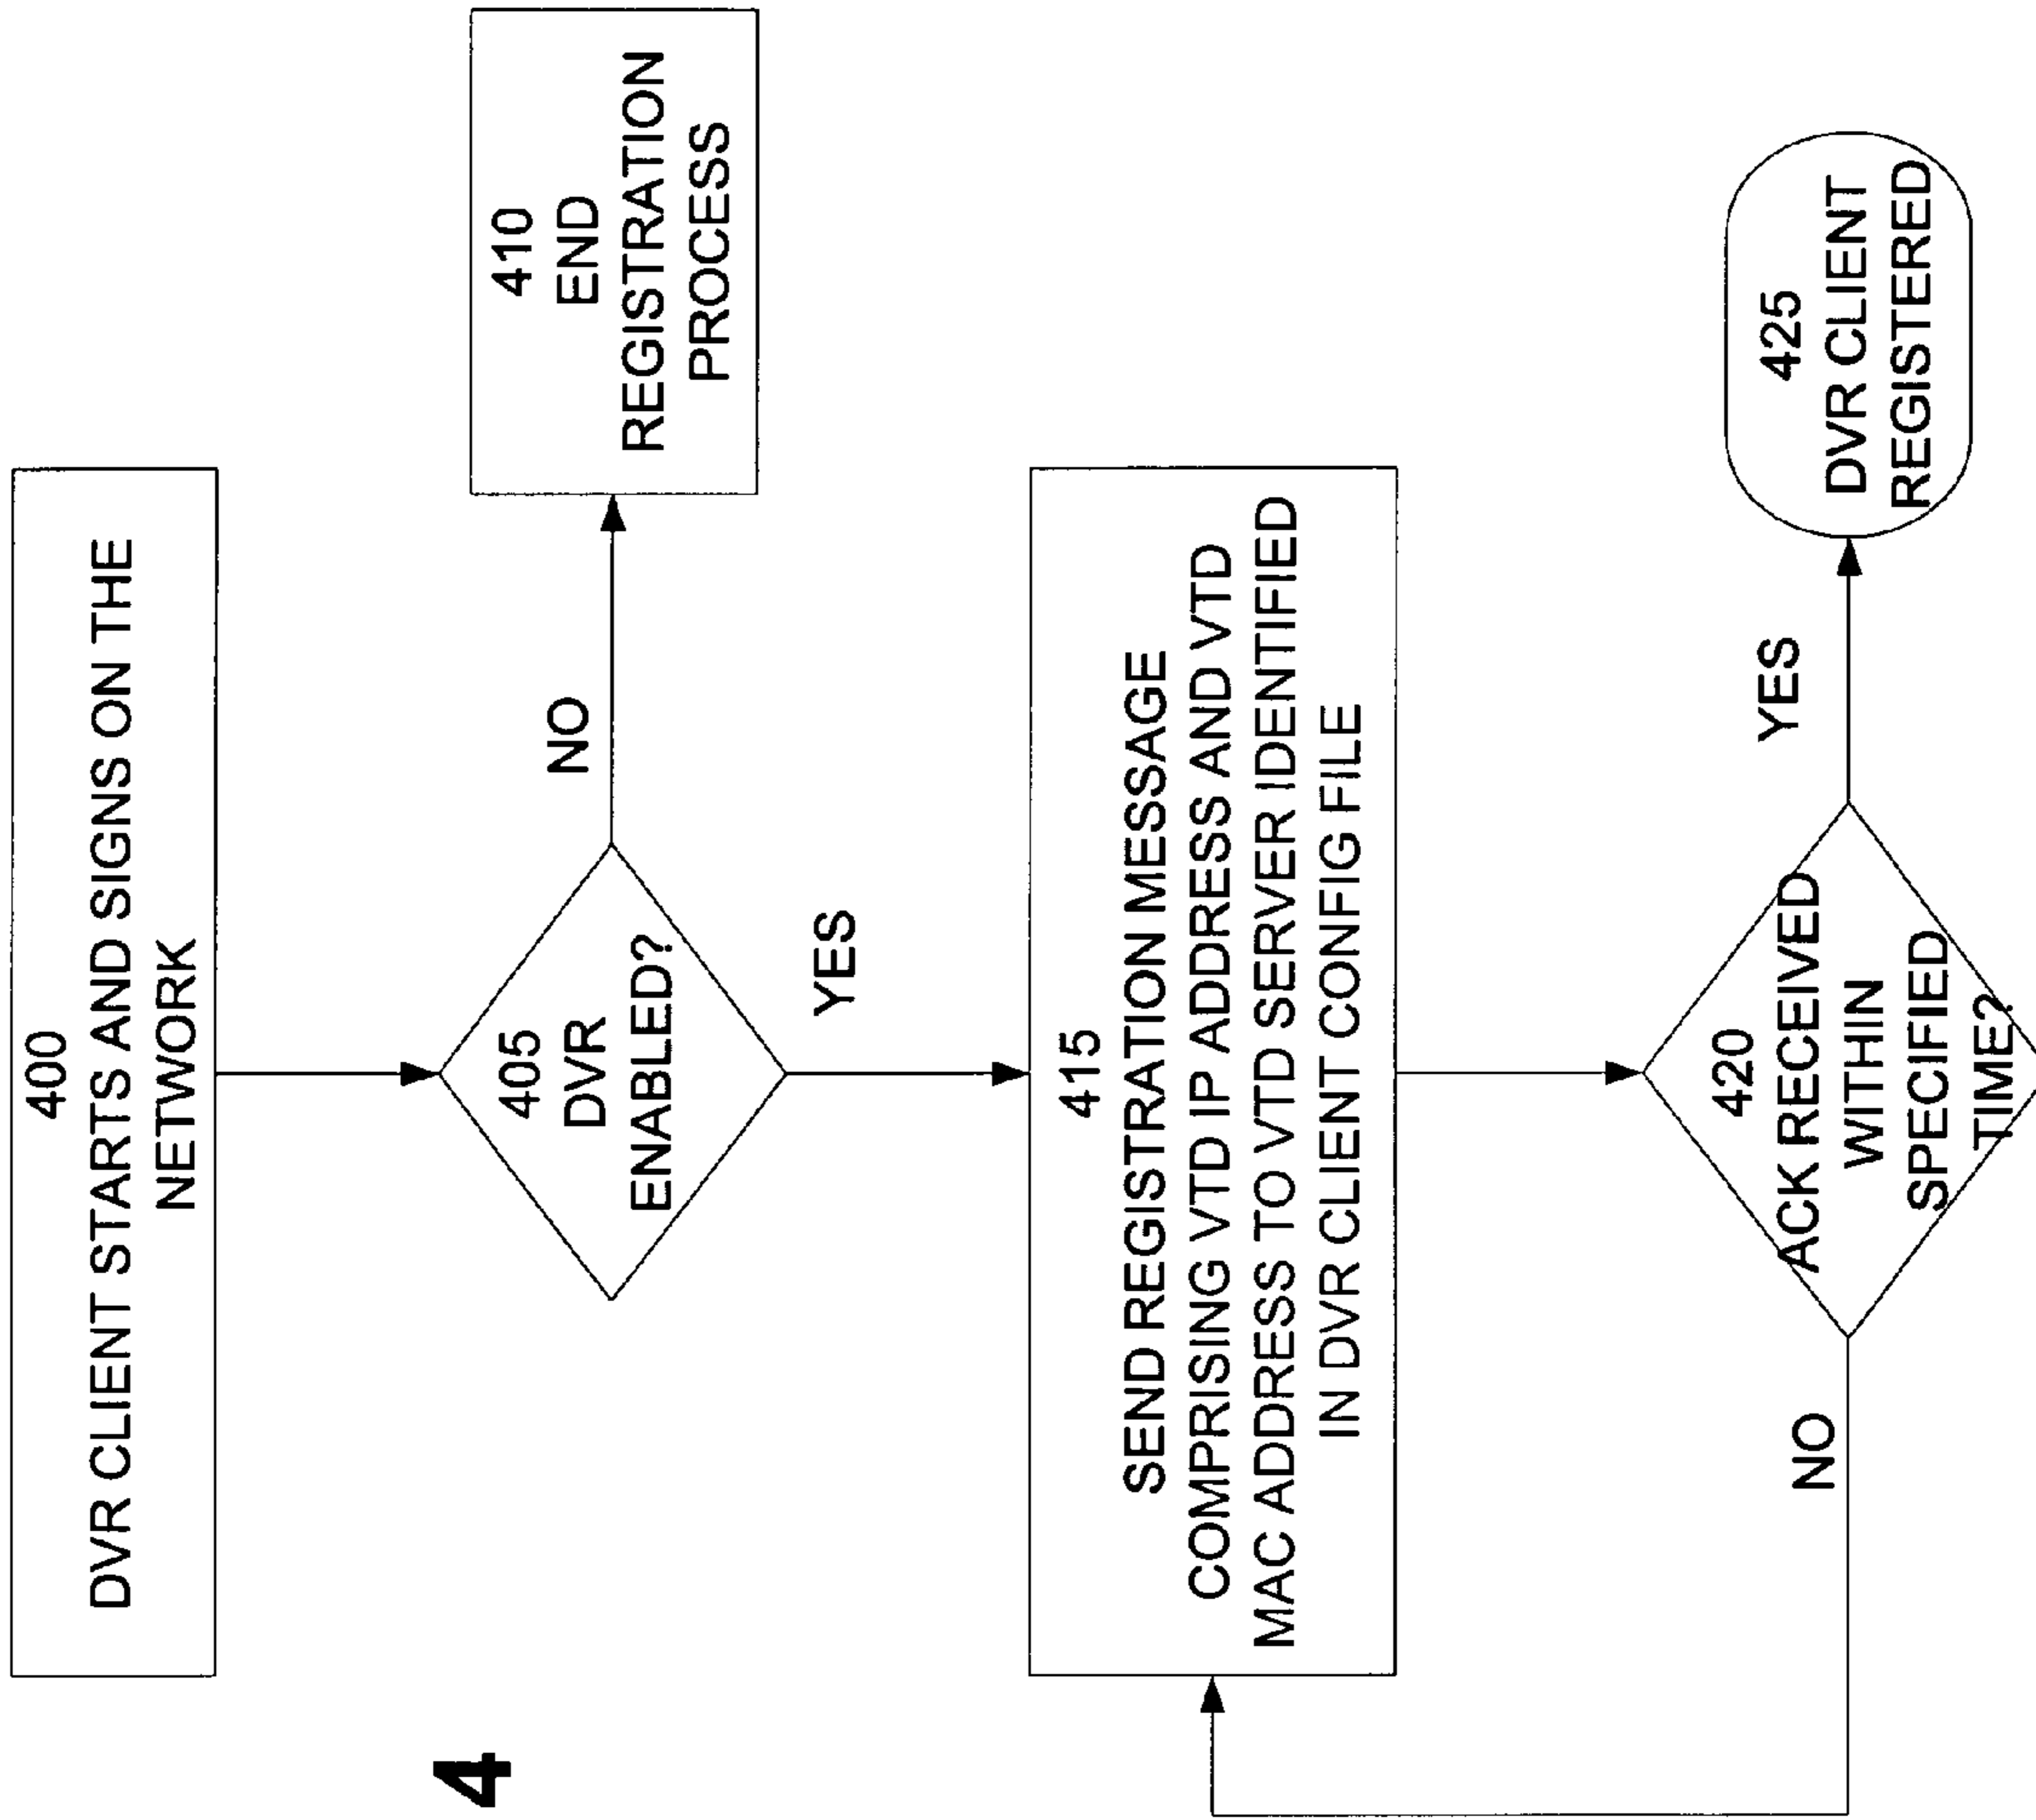 400
DVR CLIENT STARTS AND SIGNS ON THE
NETWORK
405
DVR
ENABLED?
NO
410
END
REGISTRATION
PROCESS
YES
415
SEND REGISTRATION MESSAGE
COMPRISING VTD IP ADDRESS AND VTD
MAC ADDRESS TO VTD SERVER IDENTIFIED
IN DVR CLIENT CONFIG FILE
420
ACK RECEIVED
WITHIN
SPECIFIED
TIME?
NO
YES
425
DVR CLIENT
REGISTERED
4